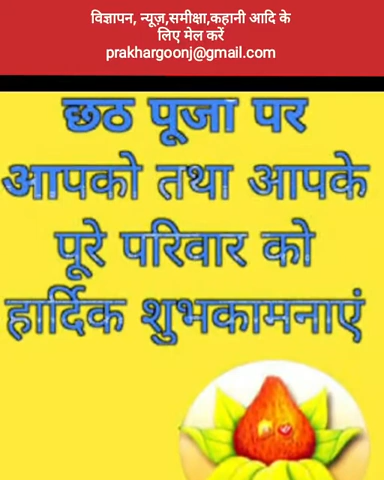 विज्ञापन, न्यूज़,समीक्षा,कहानी आदि के
लिए मेल करें
prakhargoonj@gmail.com
छठ पूजा पर
आपको तथा आपके
पूरे परिवार को
हार्दिक शुभकामनाएं